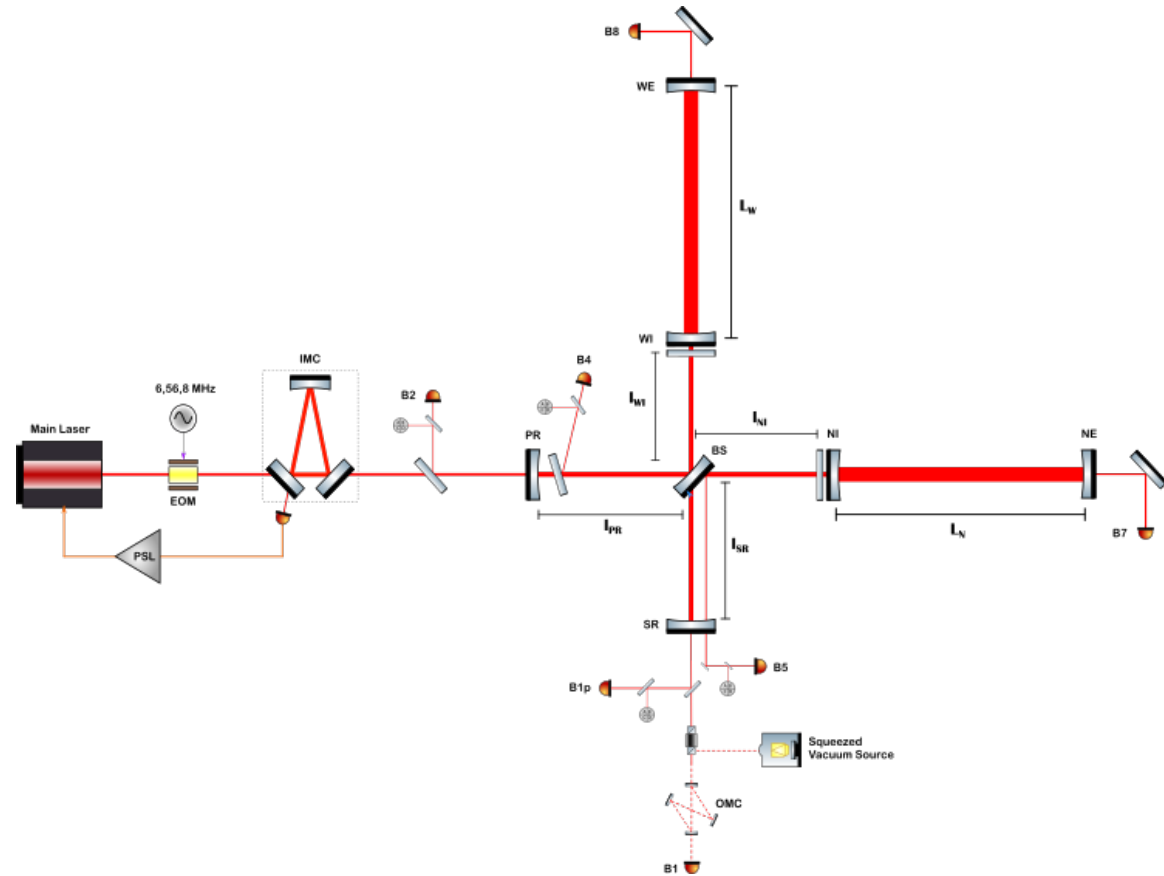 B8
WE
L_W
WI
IMC
B4
6,56,8 MHz
B2
l_WI
l_NI
Main Laser
PR
BS
NI
NE
EOM
l_PR
l_SR
L_N
B7
PSL
SR
B5
B1p
Squeezed
Vacuum Source
OMC
B1